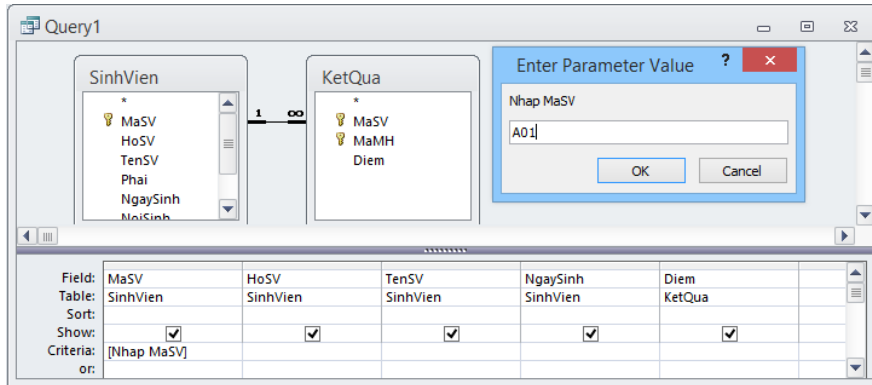 Query1
SinhVien
*
MaSV
HoSV
TenSV
Phai
NgaySinh
NoiSinh
1 ∞
KetQua
*
MaSV
MaMH
Diem
Enter Parameter Value ?
Nhap MaSV
A01
OK Cancel
Field: MaSV HoSV TenSV NgaySinh Diem
Table: SinhVien SinhVien SinhVien SinhVien KetQua
Sort:
Show:
Criteria: [Nhap MaSV]
or: